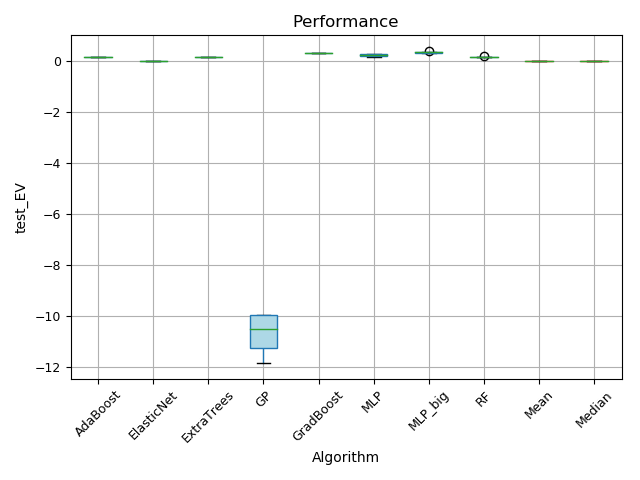 Performance
test_EV
0
−2
−4
−6
−8
−10
−12
AdaBoost
ElasticNet
ExtraTrees
GP
GradBoost
MLP
MLP_big
RF
Mean
Median
Algorithm